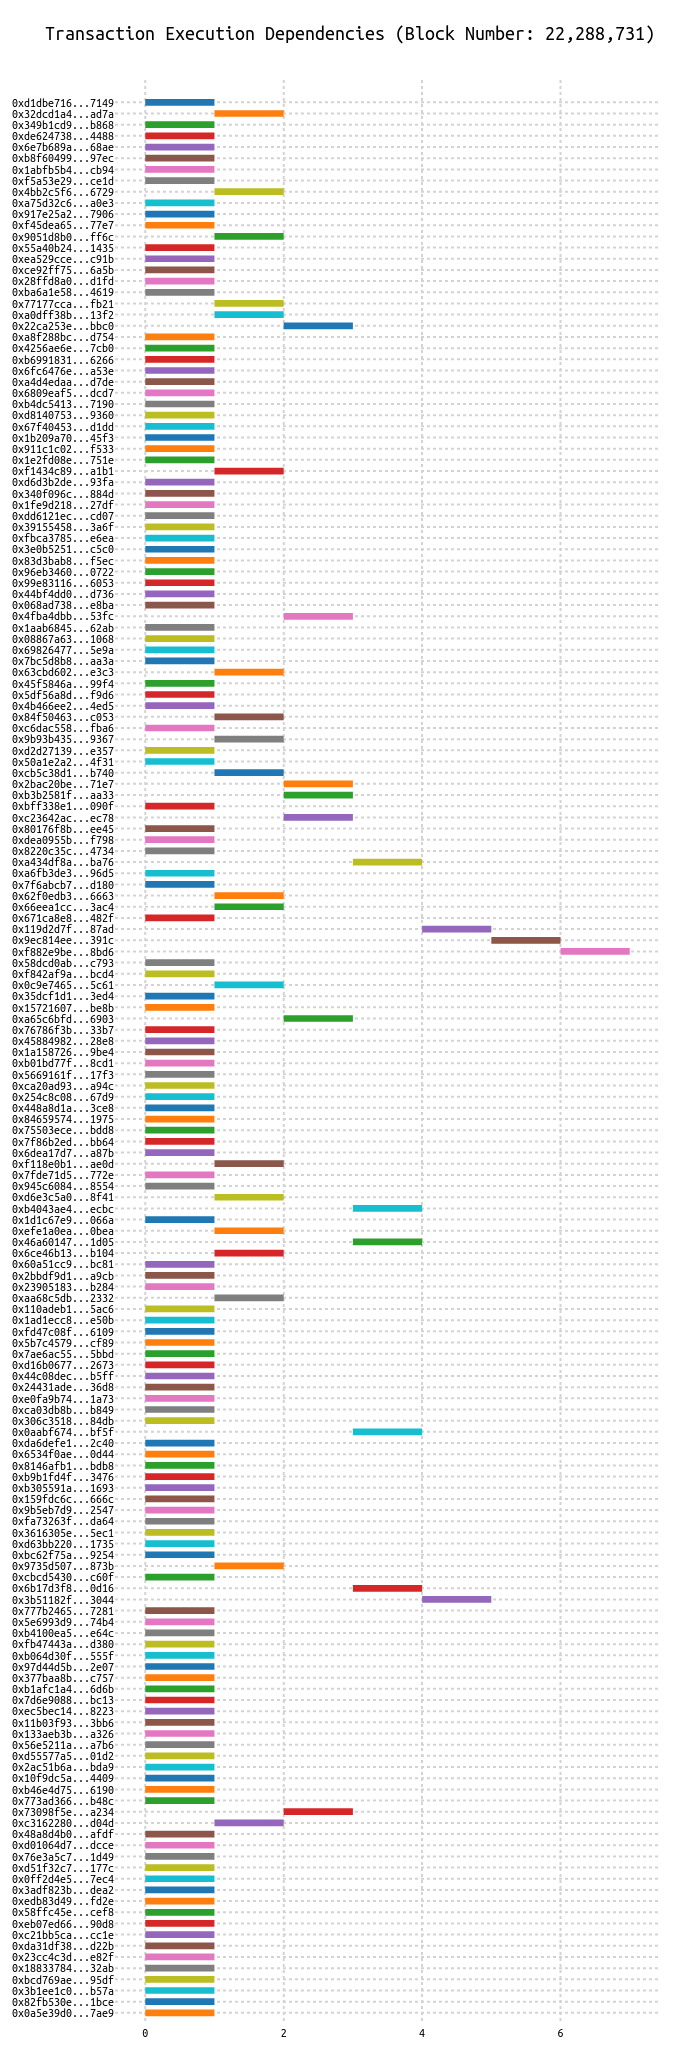 Transaction Execution Dependencies (Block Number: 22,288,731)
0xd1dbe716...7149
0x32dcd1a4...ad7a
0x349b1cd9...b868
0xde624738...4488
0x6e7b689a...68ae
0xb8f60499...97ec
0x1abfb5b4...cb94
0xf5a53e29...ce1d
0x4bb2c5f6...6729
0xa75d32c6...a0e3
0x917e25a2...7906
0xf45dea65...77e7
0x9051d8b0...ff6c
0x55a40b24...1435
0xea529cce...c91b
0xce92ff75...6a5b
0x28ffd8a0...d1fd
0xba6a1e58...4619
0x77177cca...fb21
0xa0dff38b...13f2
0x22ca253e...bbc0
0xa8f288bc...d754
0x4256ae6e...7cb0
0xb6991831...6266
0x6fc6476e...a53e
0xa4d4edaa...d7de
0x6809eaf5...dcd7
0xb4dc5413...7190
0xd8140753...9360
0x67f40453...d1dd
0x1b209a70...45f3
0x911c1c02...f533
0x1e2fd08e...751e
0xf1434c89...a1b1
0xd6d3b2de...93fa
0x340f096c...884d
0x1fe9d218...27df
0xdd6121ec...cd07
0x39155458...3a6f
0xfbca3785...e6ea
0x3e0b5251...c5c0
0x83d3bab8...f5ec
0x96eb3460...0722
0x99e83116...6053
0x44bf4dd0...d736
0x068ad738...e8ba
0x4fba4dbb...53fc
0x1aab6845...62ab
0x08867a63...1068
0x69826477...5e9a
0x7bc5d8b8...aa3a
0x63cbd602...e3c3
0x45f5846a...99f4
0x5df56a8d...f9d6
0x4b466ee2...4ed5
0x84f50463...c053
0xc6dac558...fba6
0x9b93b435...9367
0xd2d27139...e357
0x50a1e2a2...4f31
0xcb5c38d1...b740
0x2bac20be...71e7
0xb3b2581f...aa33
0xbff338e1...090f
0xc23642ac...ec78
0x80176f8b...ee45
0xdea0955b...f798
0x8220c35c...4734
0xa434df8a...ba76
0xa6fb3de3...96d5
0x7f6abcb7...d180
0x62f0edb3...6663
0x66eea1cc...3ac4
0x671ca8e8...482f
0x119d2d7f...87ad
0x9ec814ee...391c
0xf882e9be...8bd6
0x58dcd0ab...c793
0xf842af9a...bcd4
0x0c9e7465...5c61
0x35dcf1d1...3ed4
0x15721607...be8b
0xa65c6bfd...6903
0x76786f3b...33b7
0x45884982...28e8
0x1a158726...9be4
0xb01bd77f...8cd1
0x5669161f...17f3
0xca20ad93...a94c
0x254c8c08...67d9
0x448a8d1a...3ce8
0x84659574...1975
0x75503ece...bdd8
0x7f86b2ed...bb64
0x6dea17d7...a87b
0xf118e0b1...ae0d
0x7fde71d5...772e
0x945c6084...8554
0xd6e3c5a0...8f41
0xb4043ae4...ecbc
0x1d1c67e9...066a
0xefe1a0ea...0bea
0x46a60147...1d05
0x6ce46b13...b104
0x60a51cc9...bc81
0x2bbdf9d1...a9cb
0x23905183...b284
0xaa68c5db...2332
0x110adeb1...5ac6
0x1ad1ecc8...e50b
0xfd47c08f...6109
0x5b7c4579...cf89
0x7ae6ac55...5bbd
0xd16b0677...2673
0x44c08dec...b5ff
0x24431ade...36d8
0xe0fa9b74...1a73
0xca03db8b...b849
0x306c3518...84db
0x0aabf674...bf5f
0xda6defe1...2c40
0x6534f0ae...0d44
0x8146afb1...bdb8
0xb9b1fd4f...3476
0xb305591a...1693
0x159fdc6c...666c
0x9b5eb7d9...2547
0xfa73263f...da64
0x3616305e...5ec1
0xd63bb220...1735
0xbc62f75a...9254
0x9735d507...873b
0xcbcd5430...c60f
0x6b17d3f8...0d16
0x3b51182f...3044
0x777b2465...7281
0x5e6993d9...74b4
0xb4100ea5...e64c
0xfb47443a...d380
0xb064d30f...555f
0x97d44d5b...2e07
0x377baa8b...c757
0xb1afc1a4...6d6b
0x7d6e9088...bc13
0xec5bec14...8223
0x11b03f93...3bb6
0x133aeb3b...a326
0x56e5211a...a7b6
0xd55577a5...01d2
0x2ac51b6a...bda9
0x10f9dc5a...4409
0xb46e4d75...6190
0x773ad366...b48c
0x73098f5e...a234
0xc3162280...d04d
0x48a8d4b0...afdf
0xd01064d7...dcce
0x76e3a5c7...1d49
0xd51f32c7...177c
0x0ff2d4e5...7ec4
0x3adf823b...dea2
0xedb83d49...fd2e
0x58ffc45e...cef8
0xeb07ed66...90d8
0xc21bb5ca...cc1e
0xda31df38...d22b
0x23cc4c3d...e82f
0x18833784...32ab
0xbcd769ae...95df
0x3b1ee1c0...b57a
0x82fb530e...1bce
0x0a5e39d0...7ae9
0 2 4 6